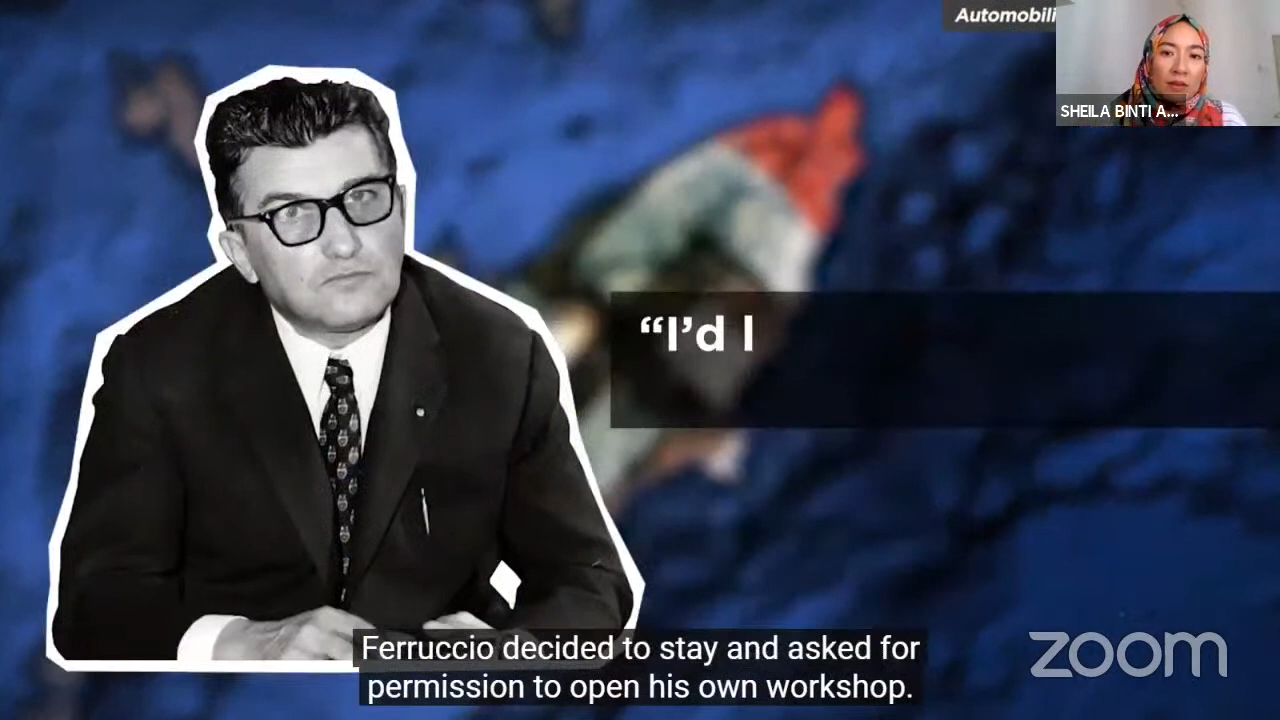 Automobili
SHEILA BINTI A...
“I’d l
Ferruccio decided to stay and asked for
permission to open his own workshop.
zoom